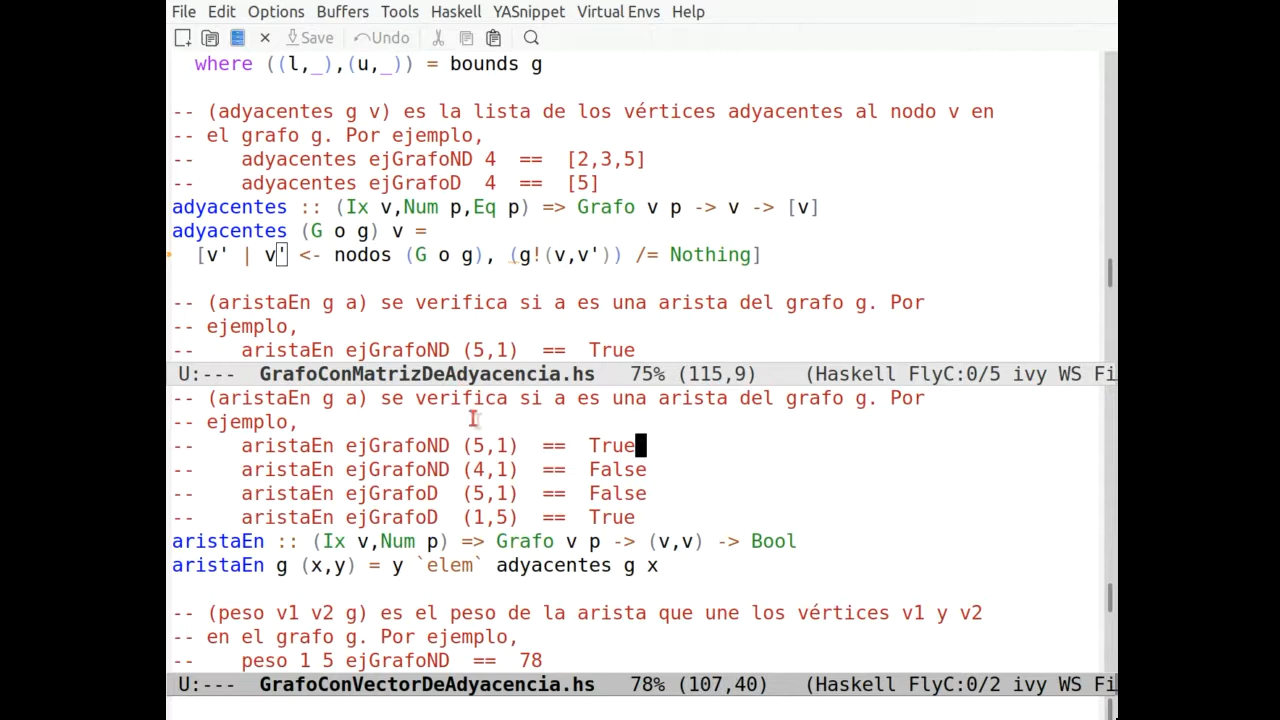 File Edit Options Buffers Tools Haskell YASnippet Virtual Envs Help
Save Undo
where ((l,_),(u,_)) = bounds g
-- (adyacentes g v) es la lista de los vértices adyacentes al nodo v en
-- el grafo g. Por ejemplo,
--    adyacentes ejGrafoND 4  ==  [2,3,5]
--    adyacentes ejGrafoD  4  ==  [5]
adyacentes :: (Ix v,Num p,Eq p) => Grafo v p -> v -> [v]
adyacentes (G o g) v =
[v' | v' <- nodos (G o g), (g!(v,v')) /= Nothing]
-- (aristaEn g a) se verifica si a es una arista del grafo g. Por
-- ejemplo,
--    aristaEn ejGrafoND (5,1)  ==  True
U:---  GrafoConMatrizDeAdyacencia.hs   75% (115,9)   (Haskell FlyC:0/5 ivy WS Fi
-- (aristaEn g a) se verifica si a es una arista del grafo g. Por
-- ejemplo,
--    aristaEn ejGrafoND (5,1)  ==  True
--    aristaEn ejGrafoND (4,1)  ==  False
--    aristaEn ejGrafoD  (5,1)  ==  False
--    aristaEn ejGrafoD  (1,5)  ==  True
aristaEn :: (Ix v,Num p) => Grafo v p -> (v,v) -> Bool
aristaEn g (x,y) = y `elem` adyacentes g x
-- (peso v1 v2 g) es el peso de la arista que une los vértices v1 y v2
-- en el grafo g. Por ejemplo,
--    peso 1 5 ejGrafoND  ==  78
U:---  GrafoConVectorDeAdyacencia.hs   78% (107,40)   (Haskell FlyC:0/2 ivy WS Fi